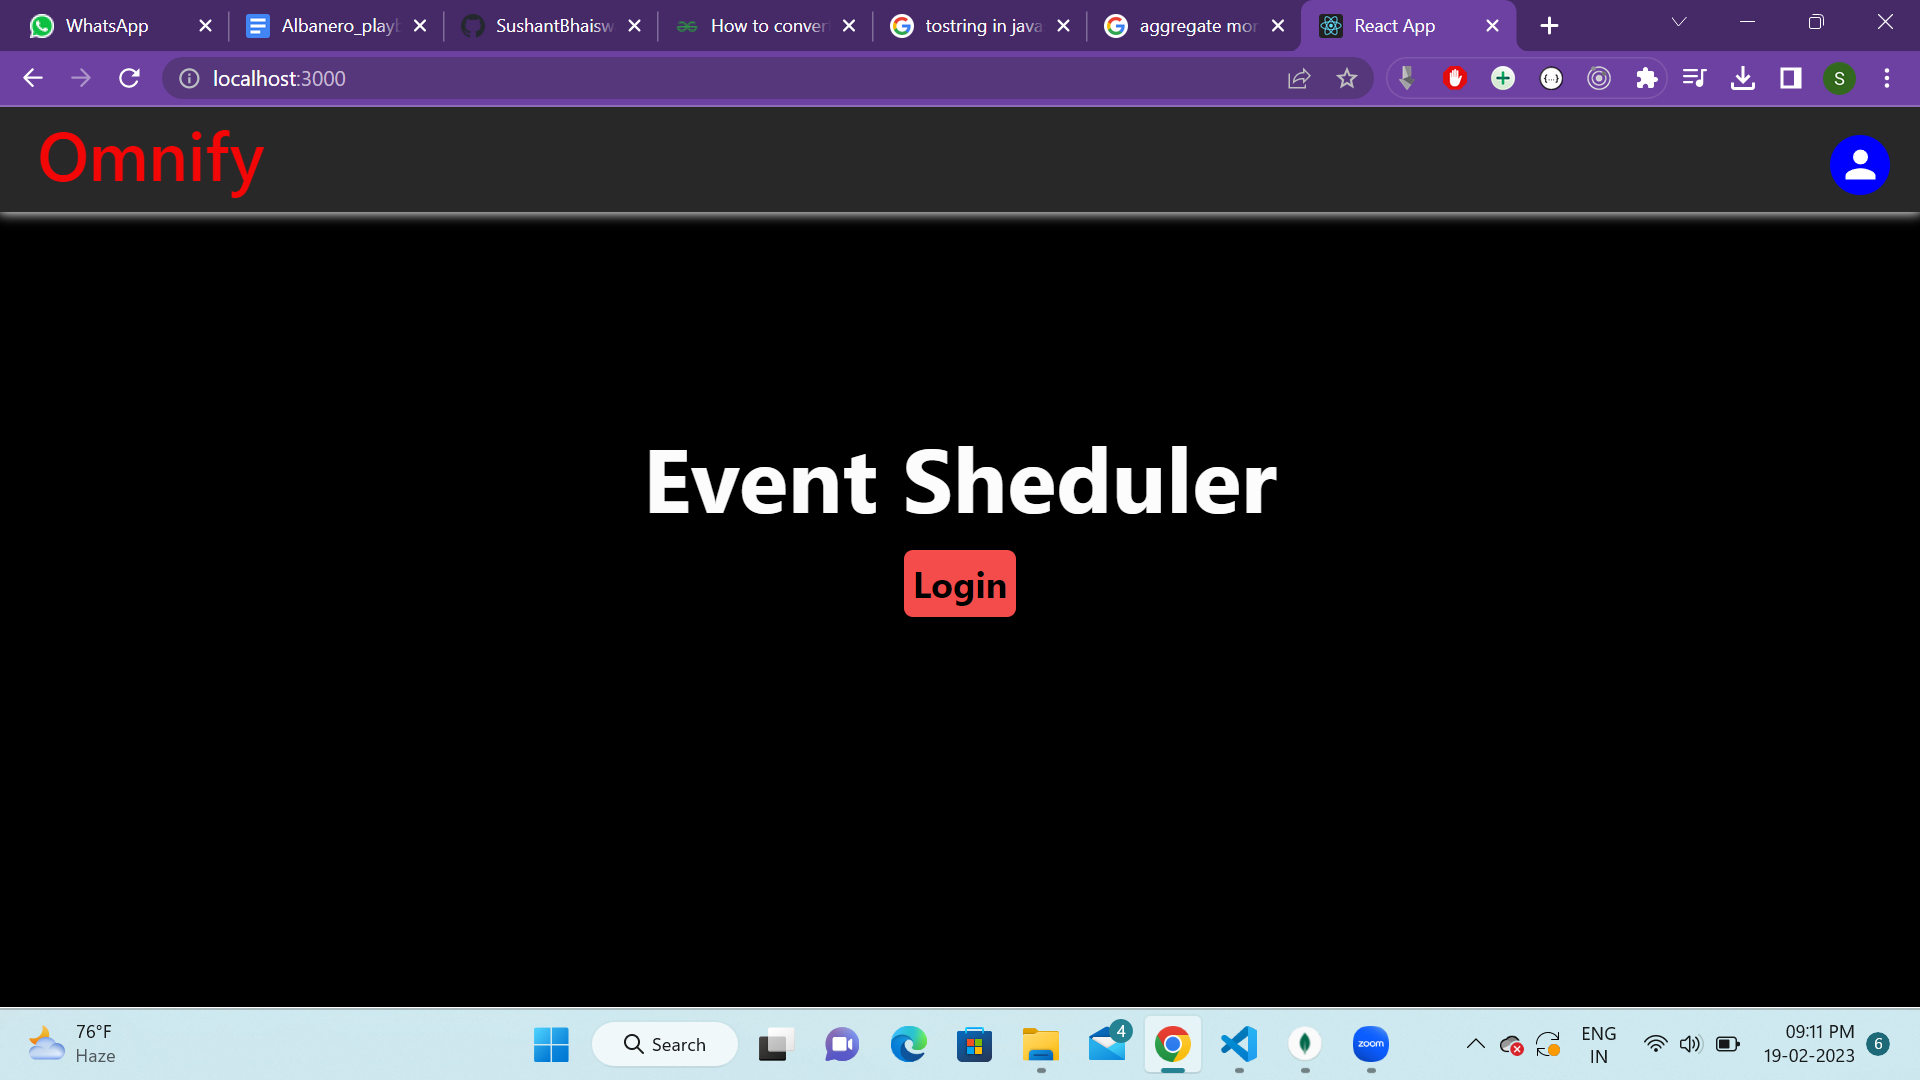 WhatsApp
Albanero_playb
SushantBhaisw
How to conver
tostring in java
aggregate mor
React App
localhost:3000
S
Omnify
Event Sheduler
Login
76°F
Haze
Search
4
zoom
ENG
IN
09:11 PM
19-02-2023
6